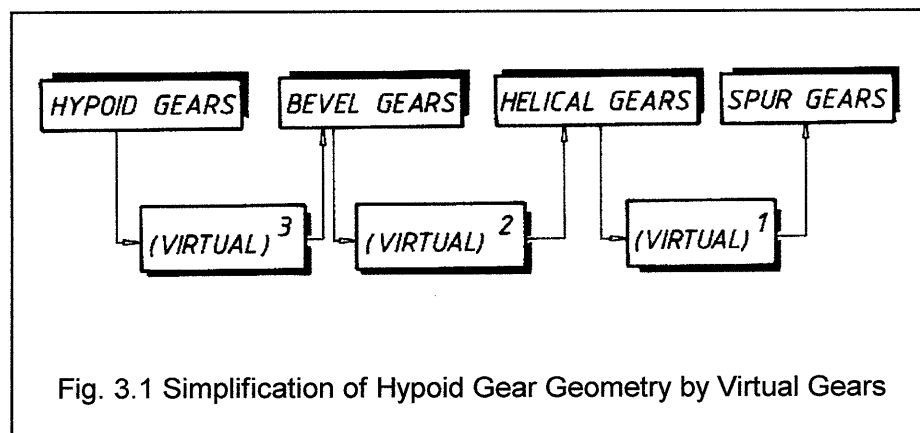 HYPOID GEARS
BEVEL GEARS
HELICAL GEARS
SPUR GEARS
(VIRTUAL) 3
(VIRTUAL) 2
(VIRTUAL) 1
Fig. 3.1 Simplification of Hypoid Gear Geometry by Virtual Gears